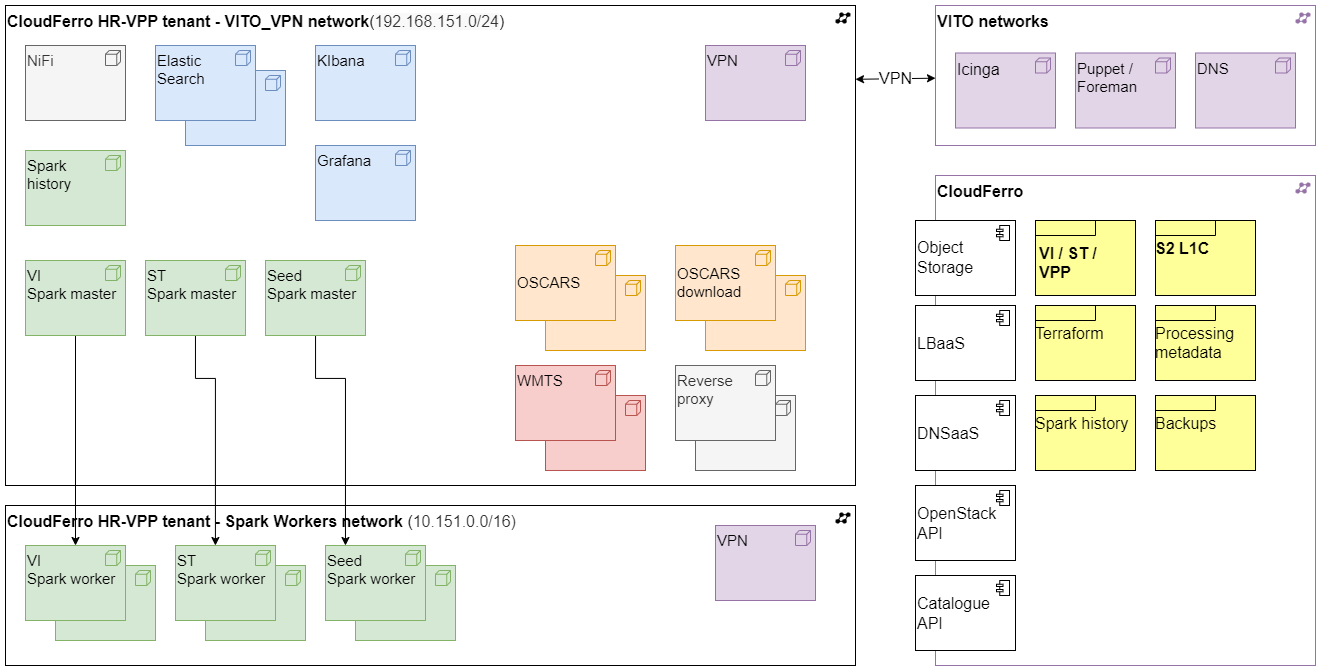 CloudFerro HR-VPP tenant - VITO_VPN network(192.168.151.0/24)
NiFi
Elastic
Search
KIbana
VPN
Spark
history
Grafana
VI
Spark master
ST
Spark master
Seed
Spark master
OSCARS
OSCARS
download
WMTS
Reverse
proxy
VPN
VITO networks
Icinga
Puppet /
Foreman
DNS
CloudFerro
Object
Storage
VI / ST /
VPP
S2 L1C
LBaaS
Terraform
Processing
metadata
DNSaaS
Spark history
Backups
OpenStack
API
Catalogue
API
CloudFerro HR-VPP tenant - Spark Workers network (10.151.0.0/16)
VI
Spark worker
ST
Spark worker
Seed
Spark worker
VPN